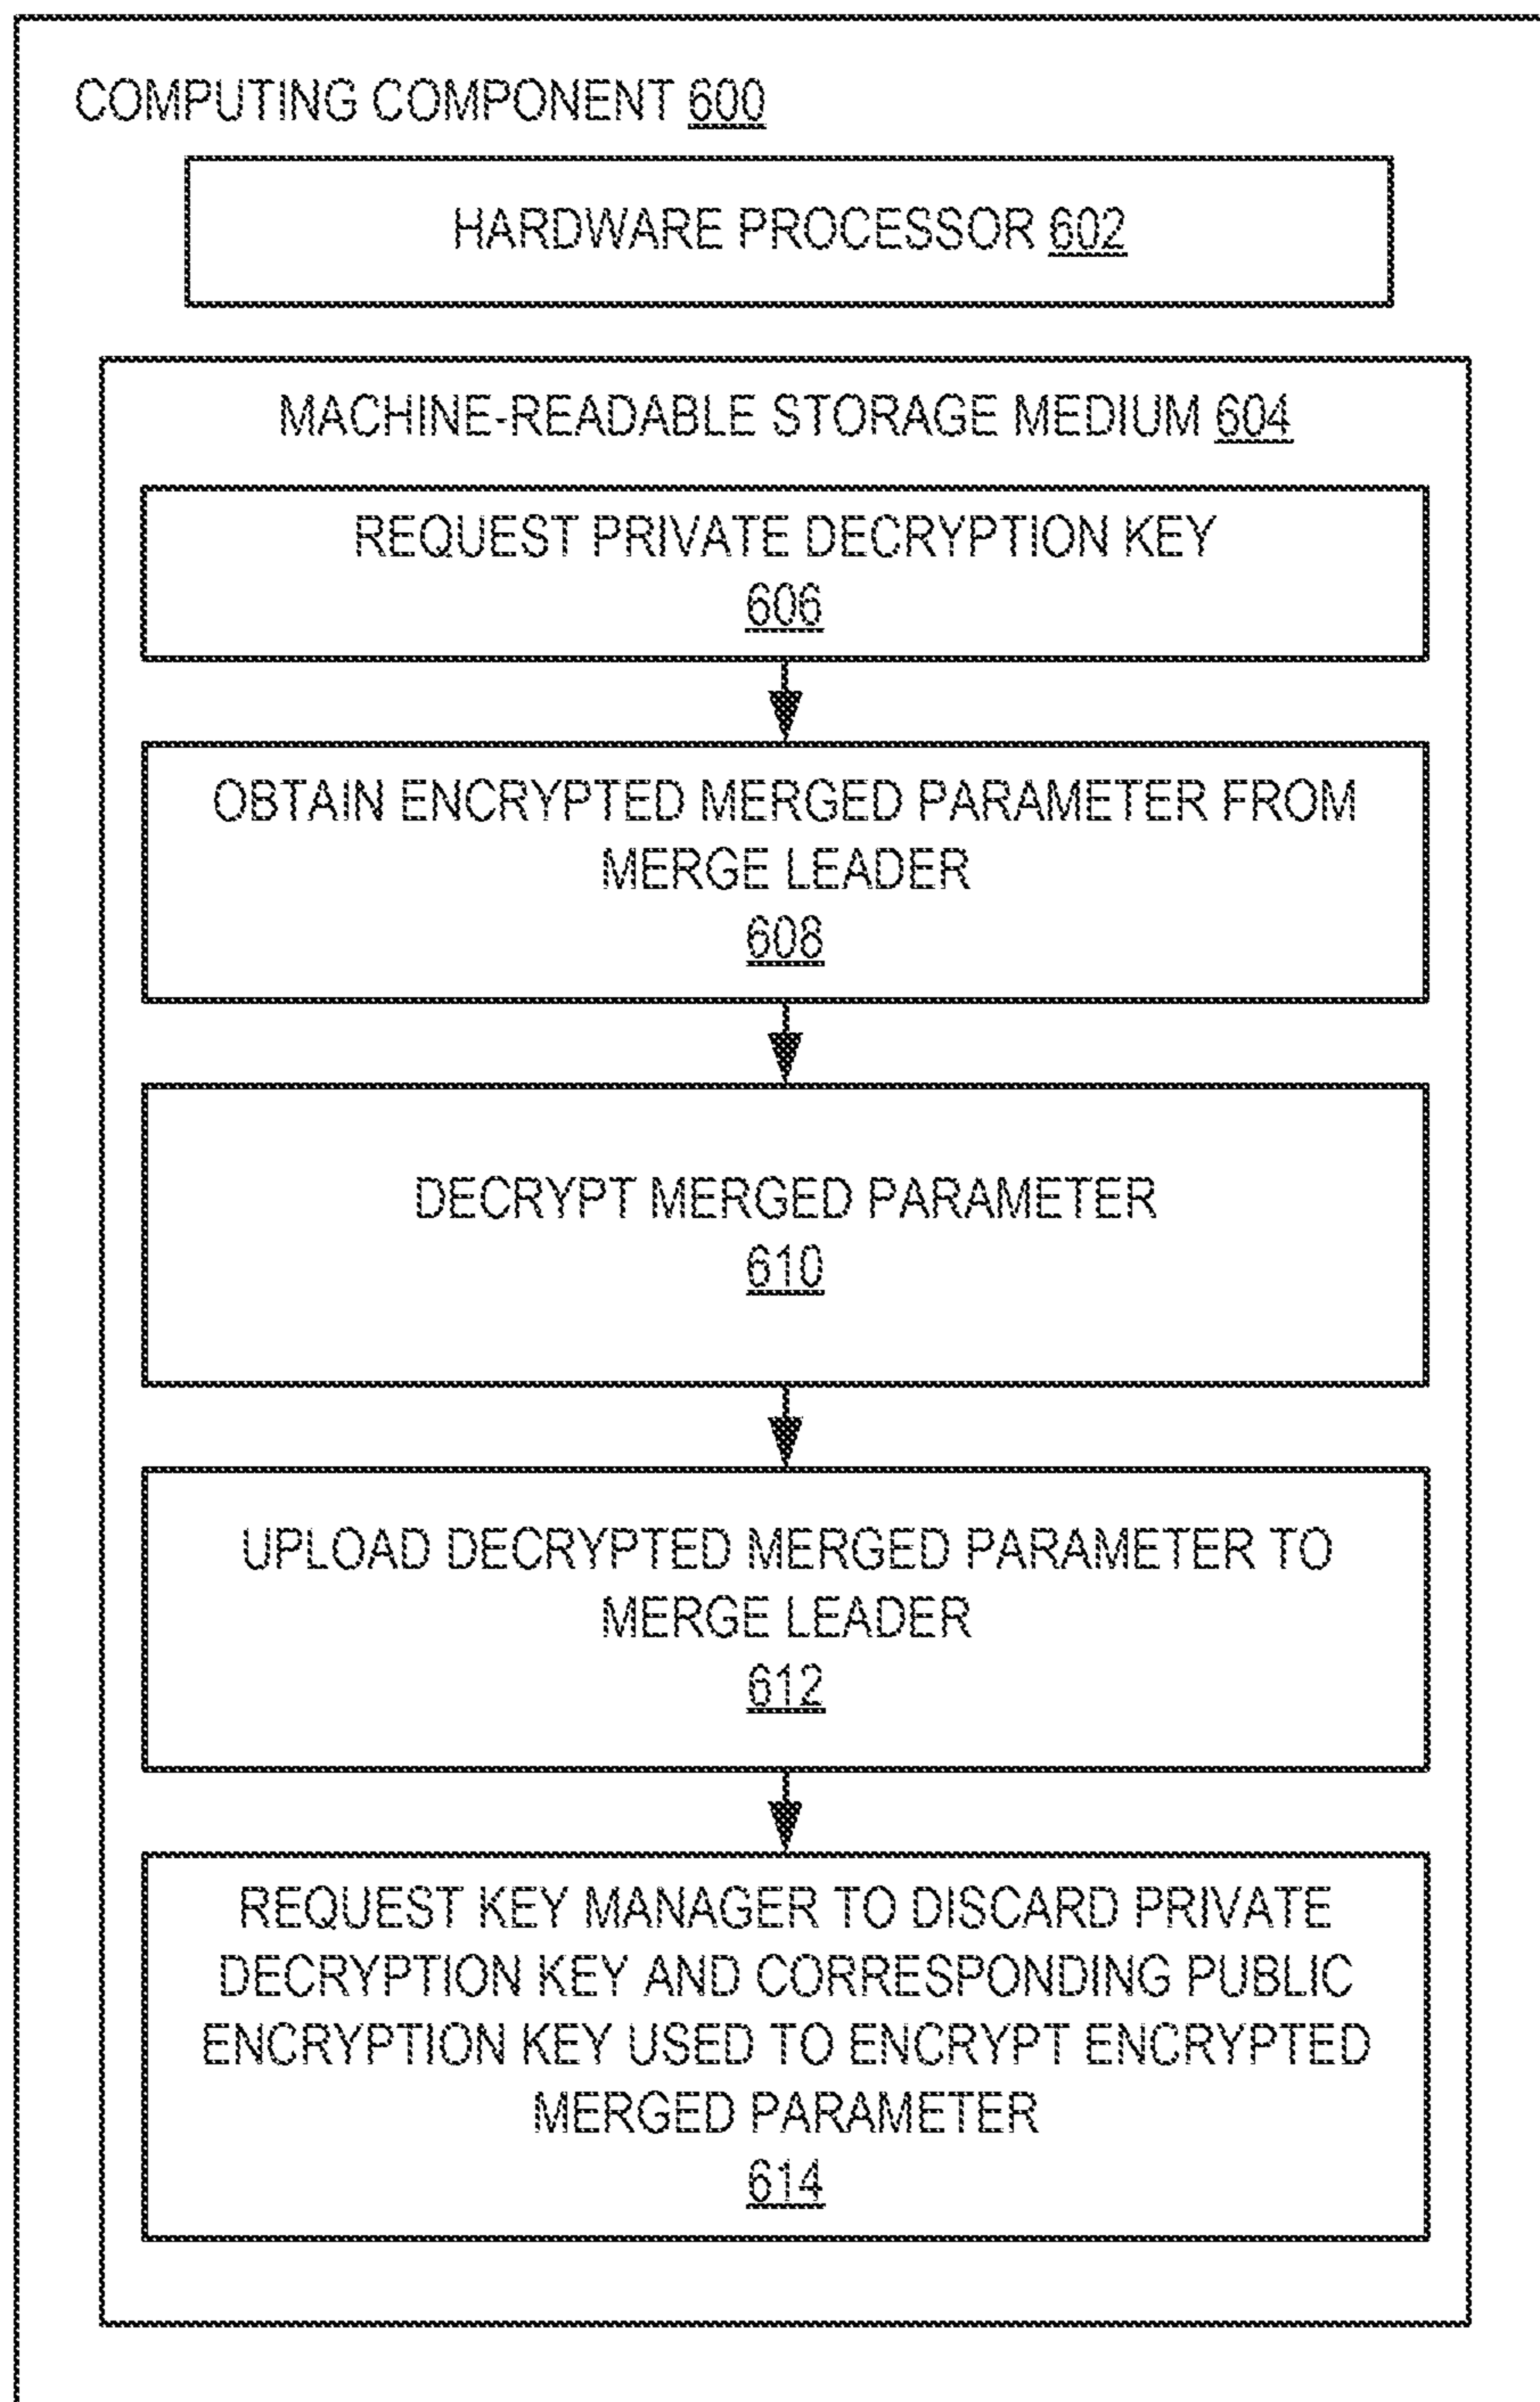 COMPUTING COMPONENT 600
HARDWARE PROCESSOR 602
MACHINE-READABLE STORAGE MEDIUM 604
REQUEST PRIVATE DECRYPTION KEY
606
OBTAIN ENCRYPTED MERGED PARAMETER FROM
MERGE LEADER
608
DECRYPT MERGED PARAMETER
610
UPLOAD DECRYPTED MERGED PARAMETER TO
MERGE LEADER
612
REQUEST KEY MANAGER TO DISCARD PRIVATE
DECRYPTION KEY AND CORRESPONDING PUBLIC
ENCRYPTION KEY USED TO ENCRYPT ENCRYPTED
MERGED PARAMETER
614